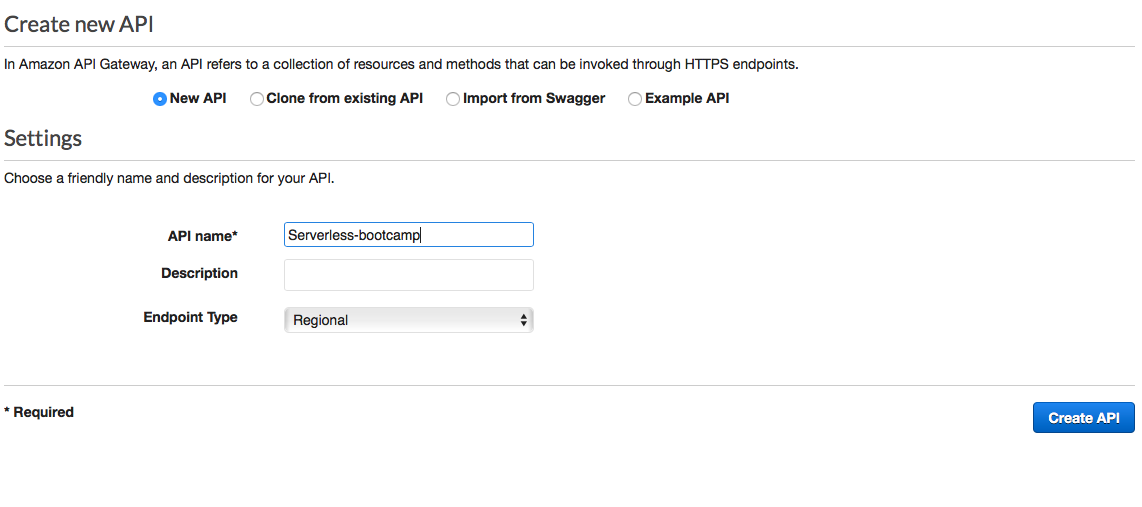 Create new API
In Amazon API Gateway, an API refers to a collection of resources and methods that can be invoked through HTTPS endpoints.
New API Clone from existing API Import from Swagger Example API
Settings
Choose a friendly name and description for your API.
API name* Serverless-bootcamp
Description
Endpoint Type Regional
* Required Create API